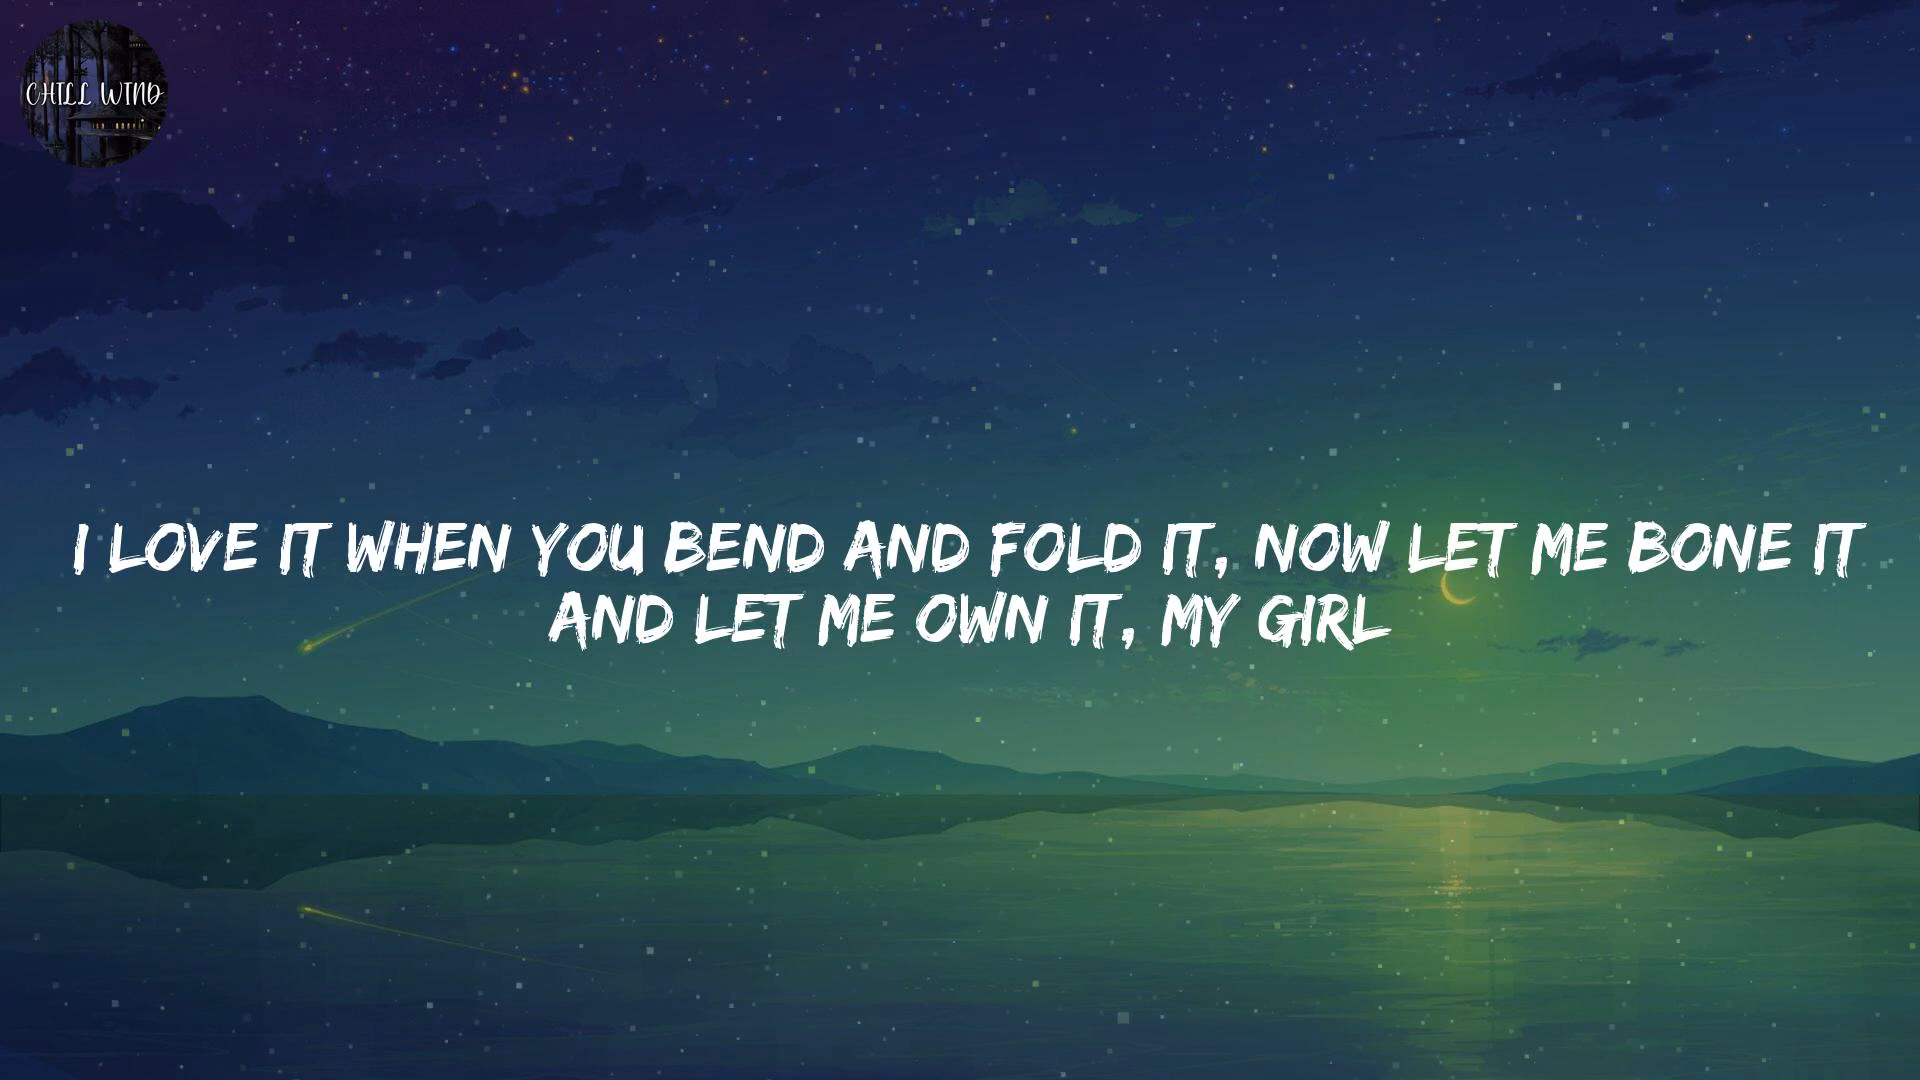 CHILL WIND
I LOVE IT WHEN YOU BEND AND FOLD IT, NOW LET ME BONE IT
AND LET ME OWN IT, MY GIRL